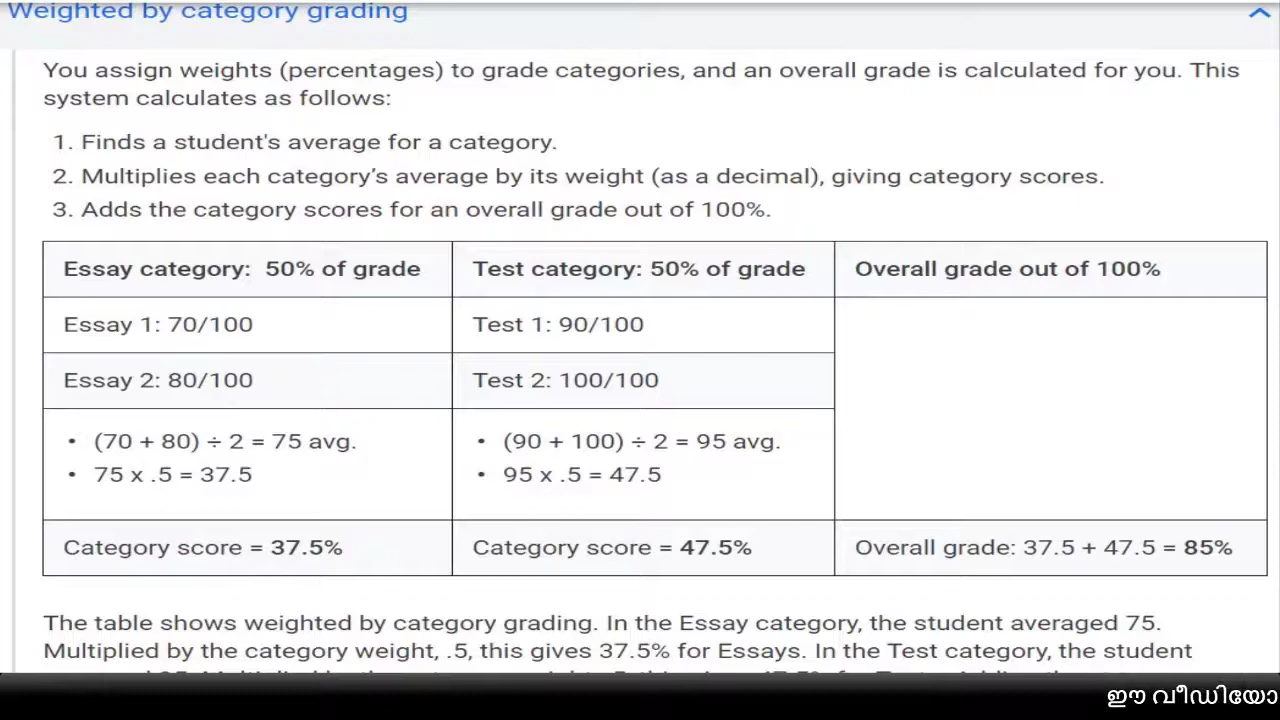 Weighted by category grading
You assign weights (percentages) to grade categories, and an overall grade is calculated for you. This
system calculates as follows:
1. Finds a student's average for a category.
2. Multiplies each category's average by its weight (as a decimal), giving category scores.
3. Adds the category scores for an overall grade out of 100%.
Essay category: 50% of grade
Test category: 50% of grade
Overall grade out of 100%
Essay 1: 70/100
Test 1: 90/100
Essay 2: 80/100
Test 2: 100/100
• (70 + 80) ÷ 2 = 75 avg.
• 75 x .5 = 37.5
• (90 + 100) ÷ 2 = 95 avg.
• 95 x .5 = 47.5
Category score = 37.5%
Category score = 47.5%
Overall grade: 37.5 + 47.5 = 85%
The table shows weighted by category grading. In the Essay category, the student averaged 75.
Multiplied by the category weight, .5, this gives 37.5% for Essays. In the Test category, the student
ഈ വീഡിയോ